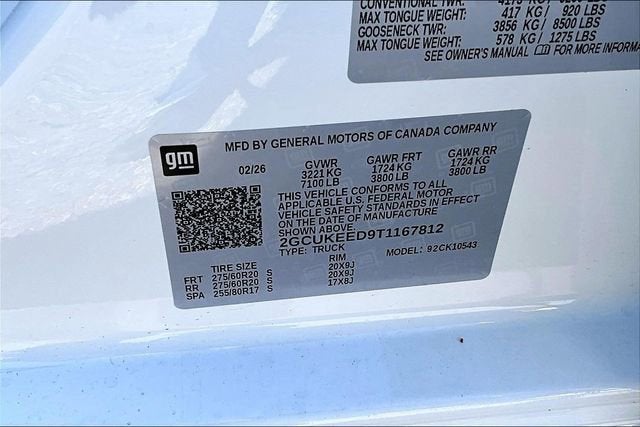 CONVENTIONAL TWR:
MAX TONGUE WEIGHT: 417 KG / 920 LBS
GOOSENECK TWR: 3856 KG / 8500 LBS
MAX TONGUE WEIGHT: 578 KG / 1275 LBS
SEE OWNER'S MANUAL FOR MORE INFORMA
gm
MFD BY GENERAL MOTORS OF CANADA COMPANY
02/26 GVWR GAWR FRT GAWR RR
3221 KG 1724 KG 1724 KG
7100 LB 3800 LB 3800 LB
THIS VEHICLE CONFORMS TO ALL
APPLICABLE U.S. FEDERAL MOTOR
VEHICLE SAFETY STANDARDS IN EFFECT
ON THE DATE OF MANUFACTURE
2GCUKEED9T1167812
TYPE: TRUCK MODEL: 92CK10543
TIRE SIZE RIM
FRT 275/60R20 S 20X9J
RR 275/60R20 S 20X9J
SPA 255/80R17 S 17X8J